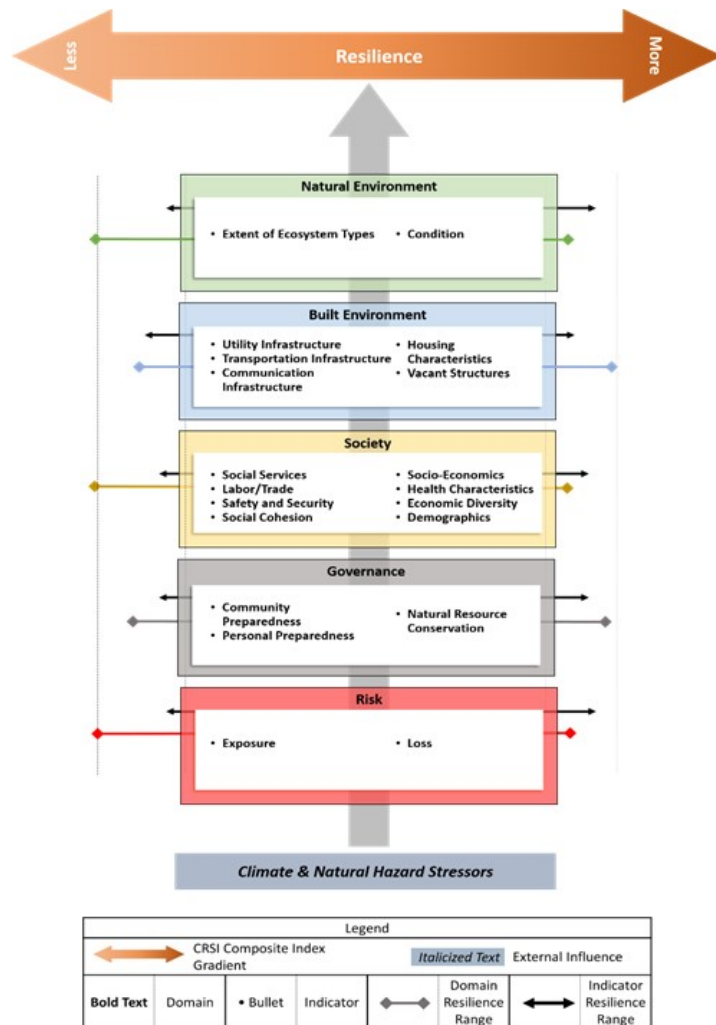 Less
Resilience
More
Natural Environment
• Extent of Ecosystem Types
• Condition
Built Environment
• Utility Infrastructure
• Transportation Infrastructure
• Communication
Infrastructure
• Housing
Characteristics
• Vacant Structures
Society
• Social Services
• Labor/Trade
• Safety and Security
• Social Cohesion
• Socio-Economics
• Health Characteristics
• Economic Diversity
• Demographics
Governance
• Community
Preparedness
• Personal Preparedness
• Natural Resource
Conservation
Risk
• Exposure
• Loss
Climate & Natural Hazard Stressors
Legend
CRSI Composite Index
Gradient
Italicized Text
External Influence
Bold Text
Domain
• Bullet
Indicator
Domain
Resilience
Range
Indicator
Resilience
Range